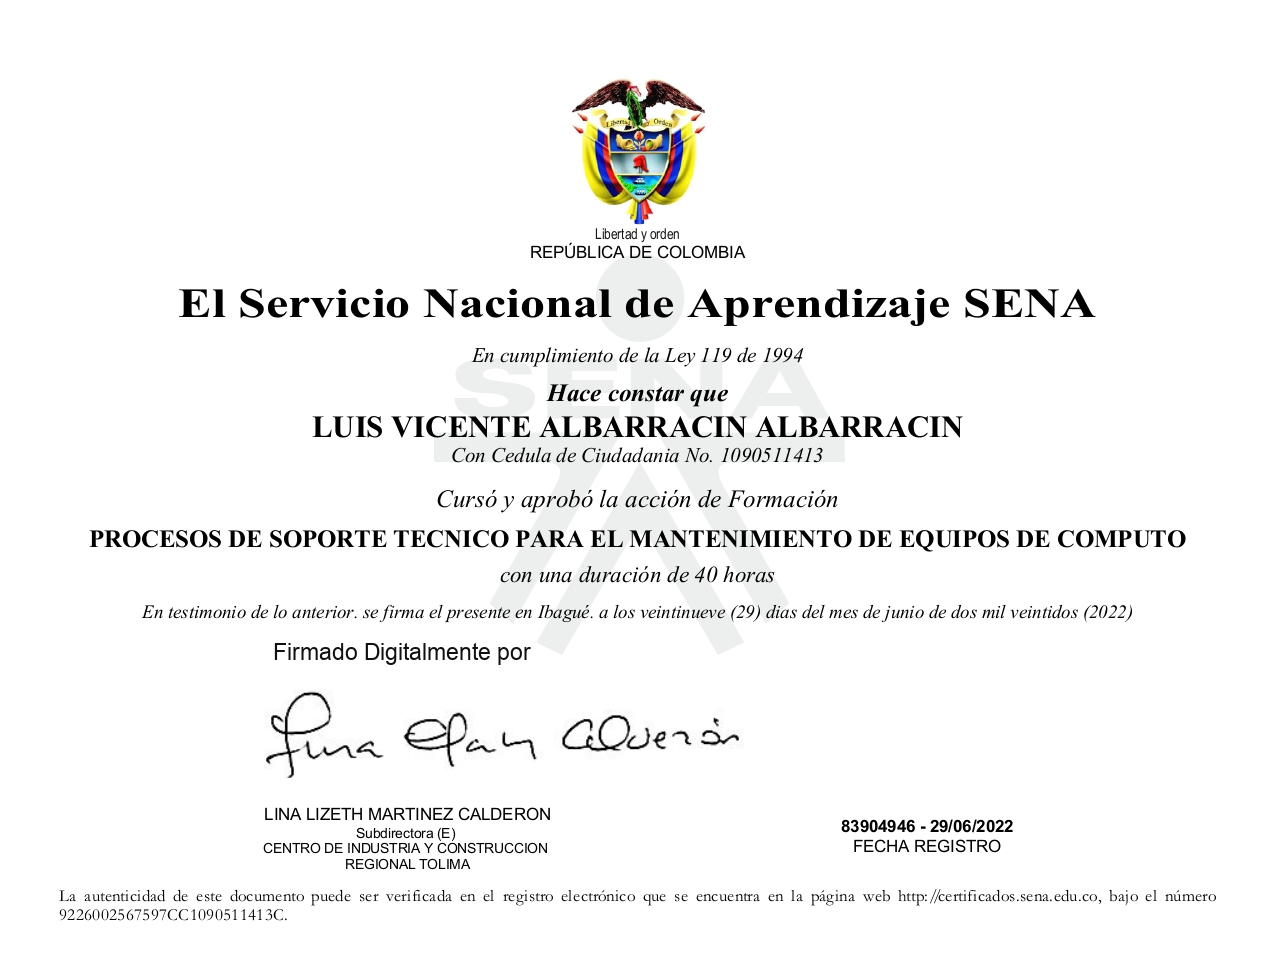 Libertad y Orden
Libertad y orden
REPÚBLICA DE COLOMBIA
El Servicio Nacional de Aprendizaje SENA
En cumplimiento de la Ley 119 de 1994
SENA
Hace constar que
LUIS VICENTE ALBARRACIN ALBARRACIN
Con Cedula de Ciudadania No. 1090511413
Cursó y aprobó la acción de Formación
PROCESOS DE SOPORTE TECNICO PARA EL MANTENIMIENTO DE EQUIPOS DE COMPUTO
con una duración de 40 horas
En testimonio de lo anterior. se firma el presente en Ibagué. a los veintinueve (29) dias del mes de junio de dos mil veintidos (2022)
Firmado Digitalmente por
LINA LIZETH MARTINEZ CALDERON
Subdirectora (E)
CENTRO DE INDUSTRIA Y CONSTRUCCION
REGIONAL TOLIMA
83904946 - 29/06/2022
FECHA REGISTRO
La autenticidad de este documento puede ser verificada en el registro electrónico que se encuentra en la página web http://certificados.sena.edu.co, bajo el número
9226002567597CC1090511413C.